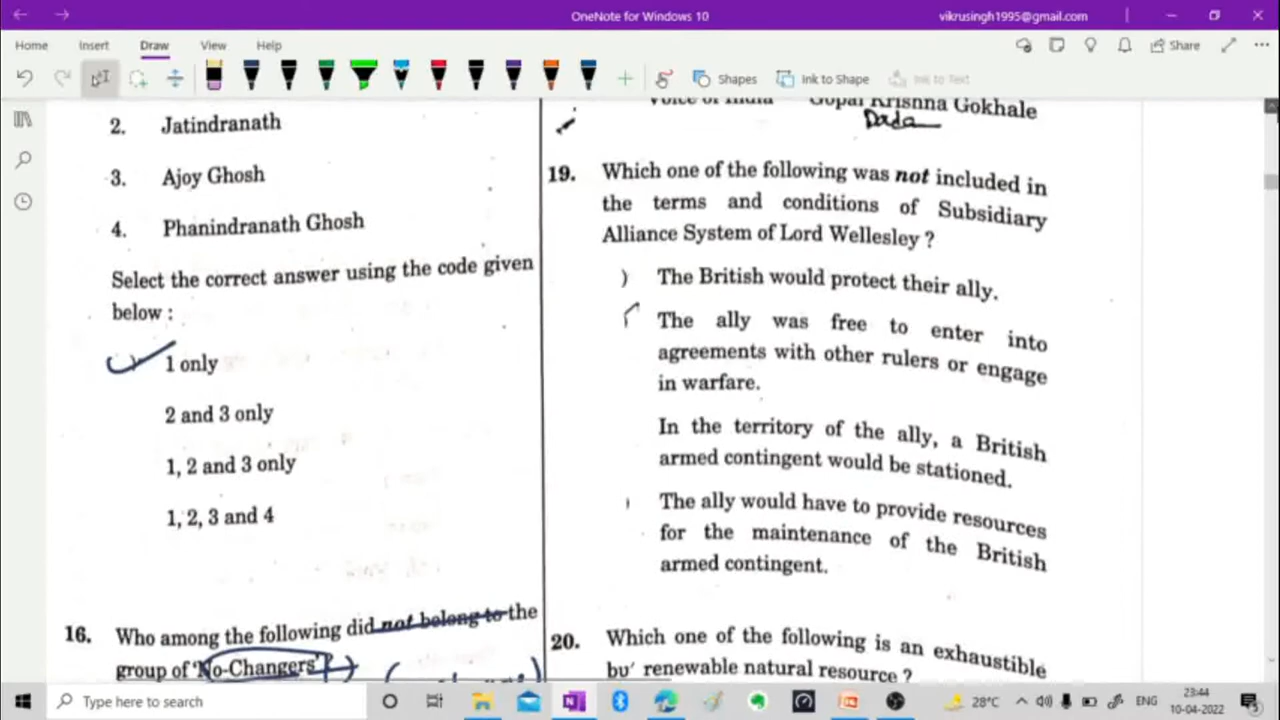 OneNote for Windows 10
vikrusingh1995@gmail.com
Home Insert Draw View Help
Share
Shapes
Ink to Shape
Ink to Text
2. Jatindranath
3. Ajoy Ghosh
4. Phanindranath Ghosh
Select the correct answer using the code given
below :
1 only
2 and 3 only
1, 2 and 3 only
1, 2, 3 and 4
16. Who among the following did not belong to the
group of 'No-Changers' ?
Voice of India Gopal Krishna Gokhale
Dada
19. Which one of the following was not included in
the terms and conditions of Subsidiary
Alliance System of Lord Wellesley ?
) The British would protect their ally.
The ally was free to enter into
agreements with other rulers or engage
in warfare.
In the territory of the ally, a British
armed contingent would be stationed.
The ally would have to provide resources
for the maintenance of the British
armed contingent.
20. Which one of the following is an exhaustible
bu' renewable natural resource ?
Type here to search
28°C
ENG
23:44
10-04-2022